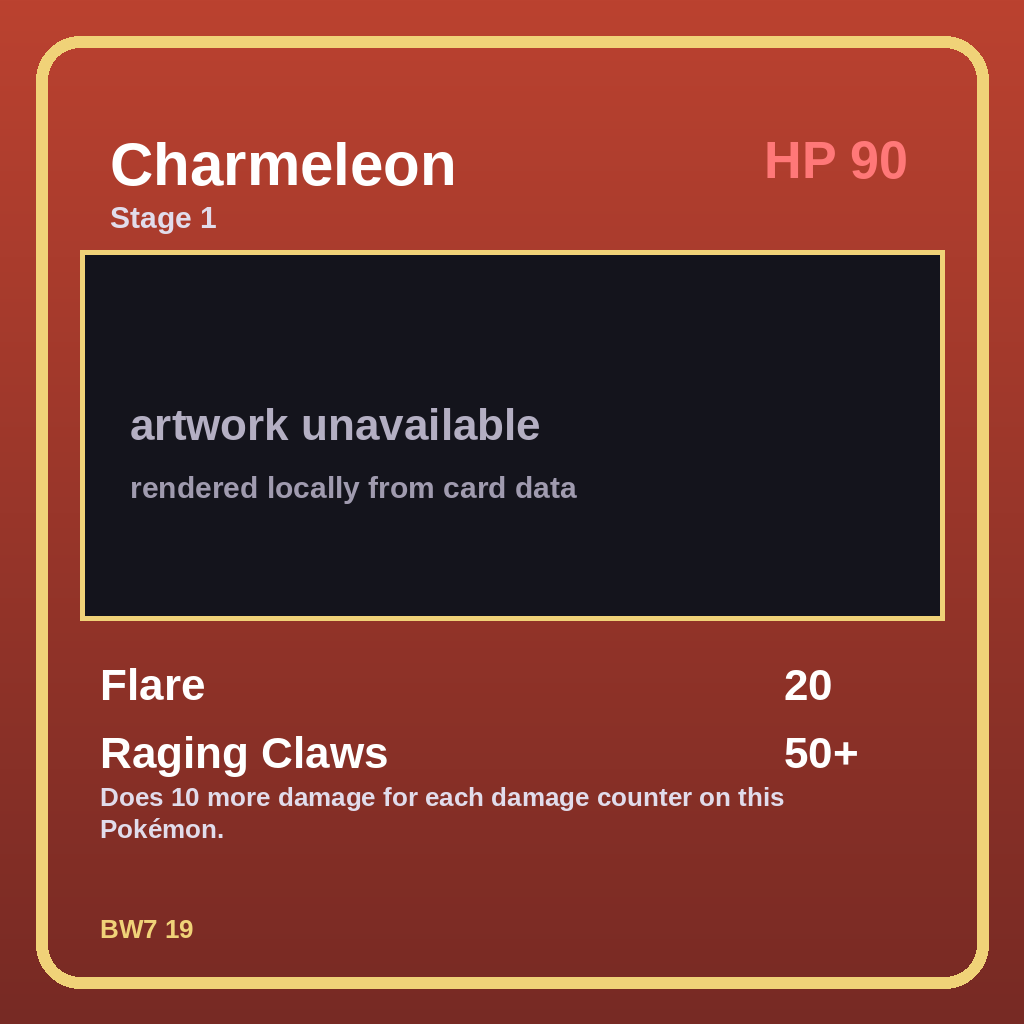 Charmeleon
HP 90
Stage 1
artwork unavailable
rendered locally from card data
Flare 20
Raging Claws 50+
Does 10 more damage for each damage counter on this
Pokémon.
BW7 19